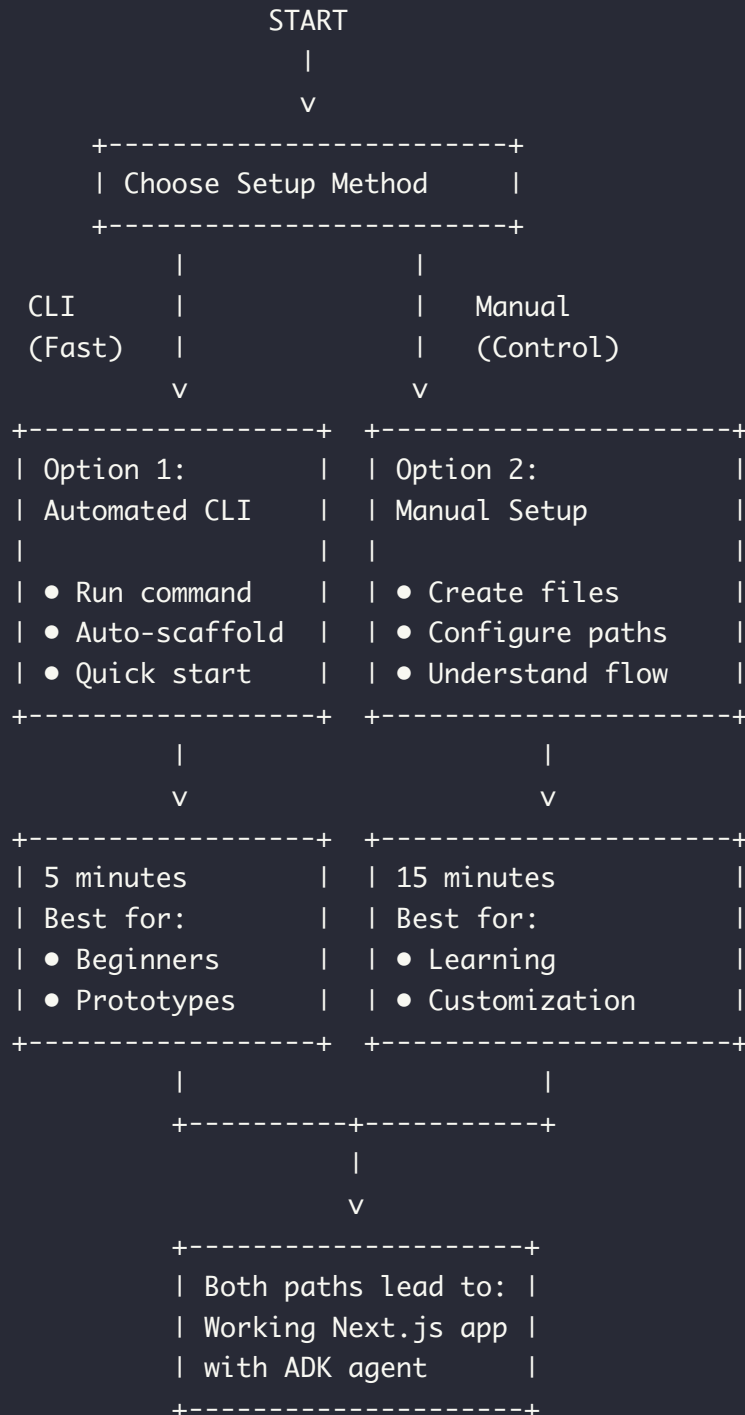 START
Choose Setup Method
CLI
(Fast)
Manual
(Control)
Option 1:
Automated CLI
● Run command
● Auto-scaffold
● Quick start
Option 2:
Manual Setup
● Create files
● Configure paths
● Understand flow
5 minutes
Best for:
● Beginners
● Prototypes
15 minutes
Best for:
● Learning
● Customization
Both paths lead to:
Working Next.js app
with ADK agent